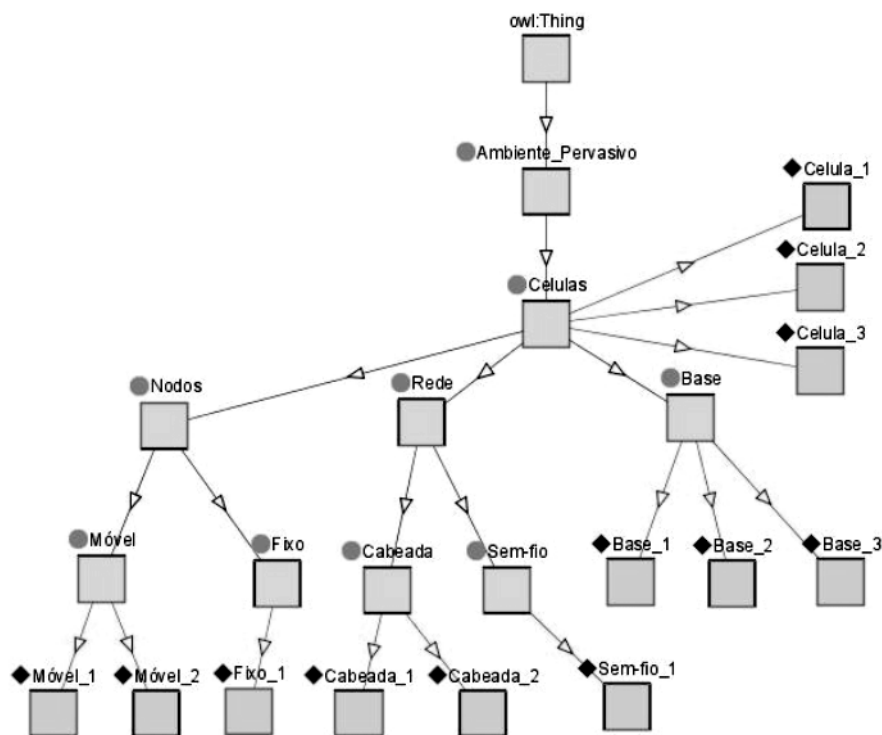 owl:Thing
Ambiente_Pervasivo
Celula_1
Celula_2
Celulas
Celula_3
Nodos
Rede
Base
Móvel
Fixo
Cabeada
Sem-fio
Base_1
Base_2
Base_3
Móvel_1
Móvel_2
Fixo_1
Cabeada_1
Cabeada_2
Sem-fio_1